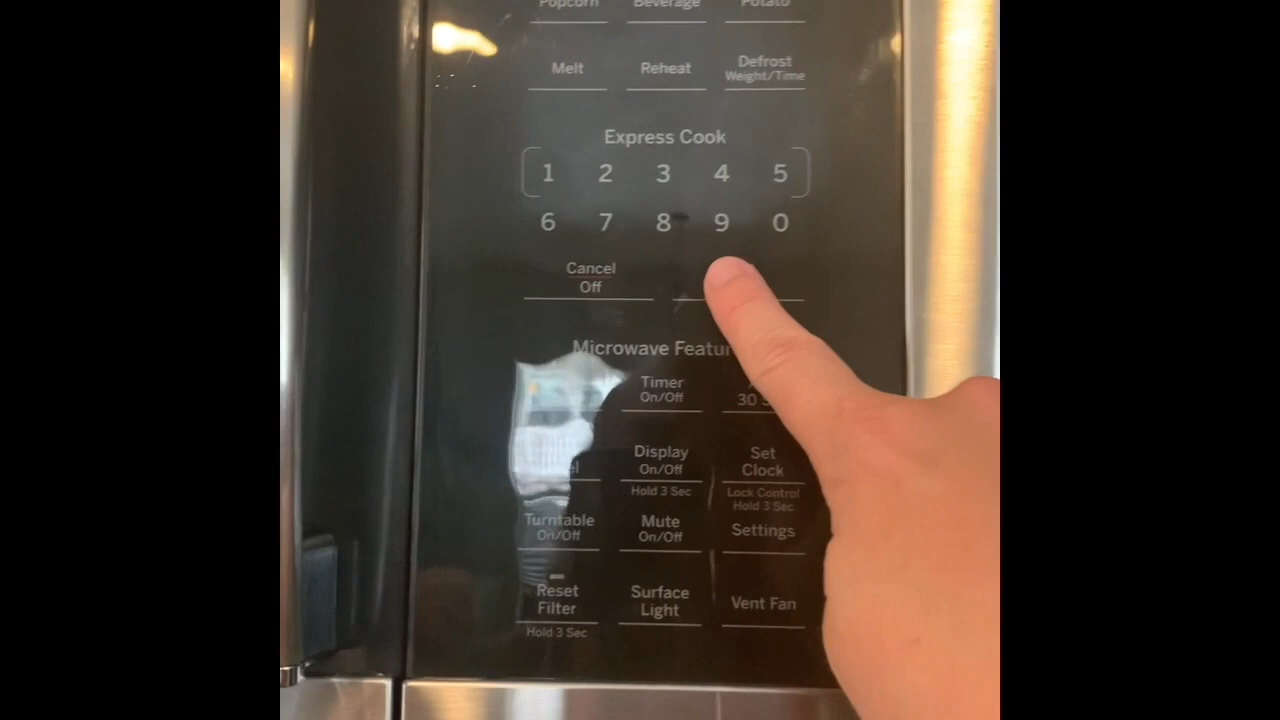 Popcorn Beverage Potato
Melt Reheat Defrost
Weight/Time
Express Cook
1 2 3 4 5
6 7 8 9 0
Cancel
Off
Microwave
Timer
On/Off
30
Display Set
On/Off Clock
Hold 3 Sec Lock Control
Hold 3 Sec
Turntable Mute Settings
On/Off On/Off
Reset Surface Vent Fan
Filter Light
Hold 3 Sec